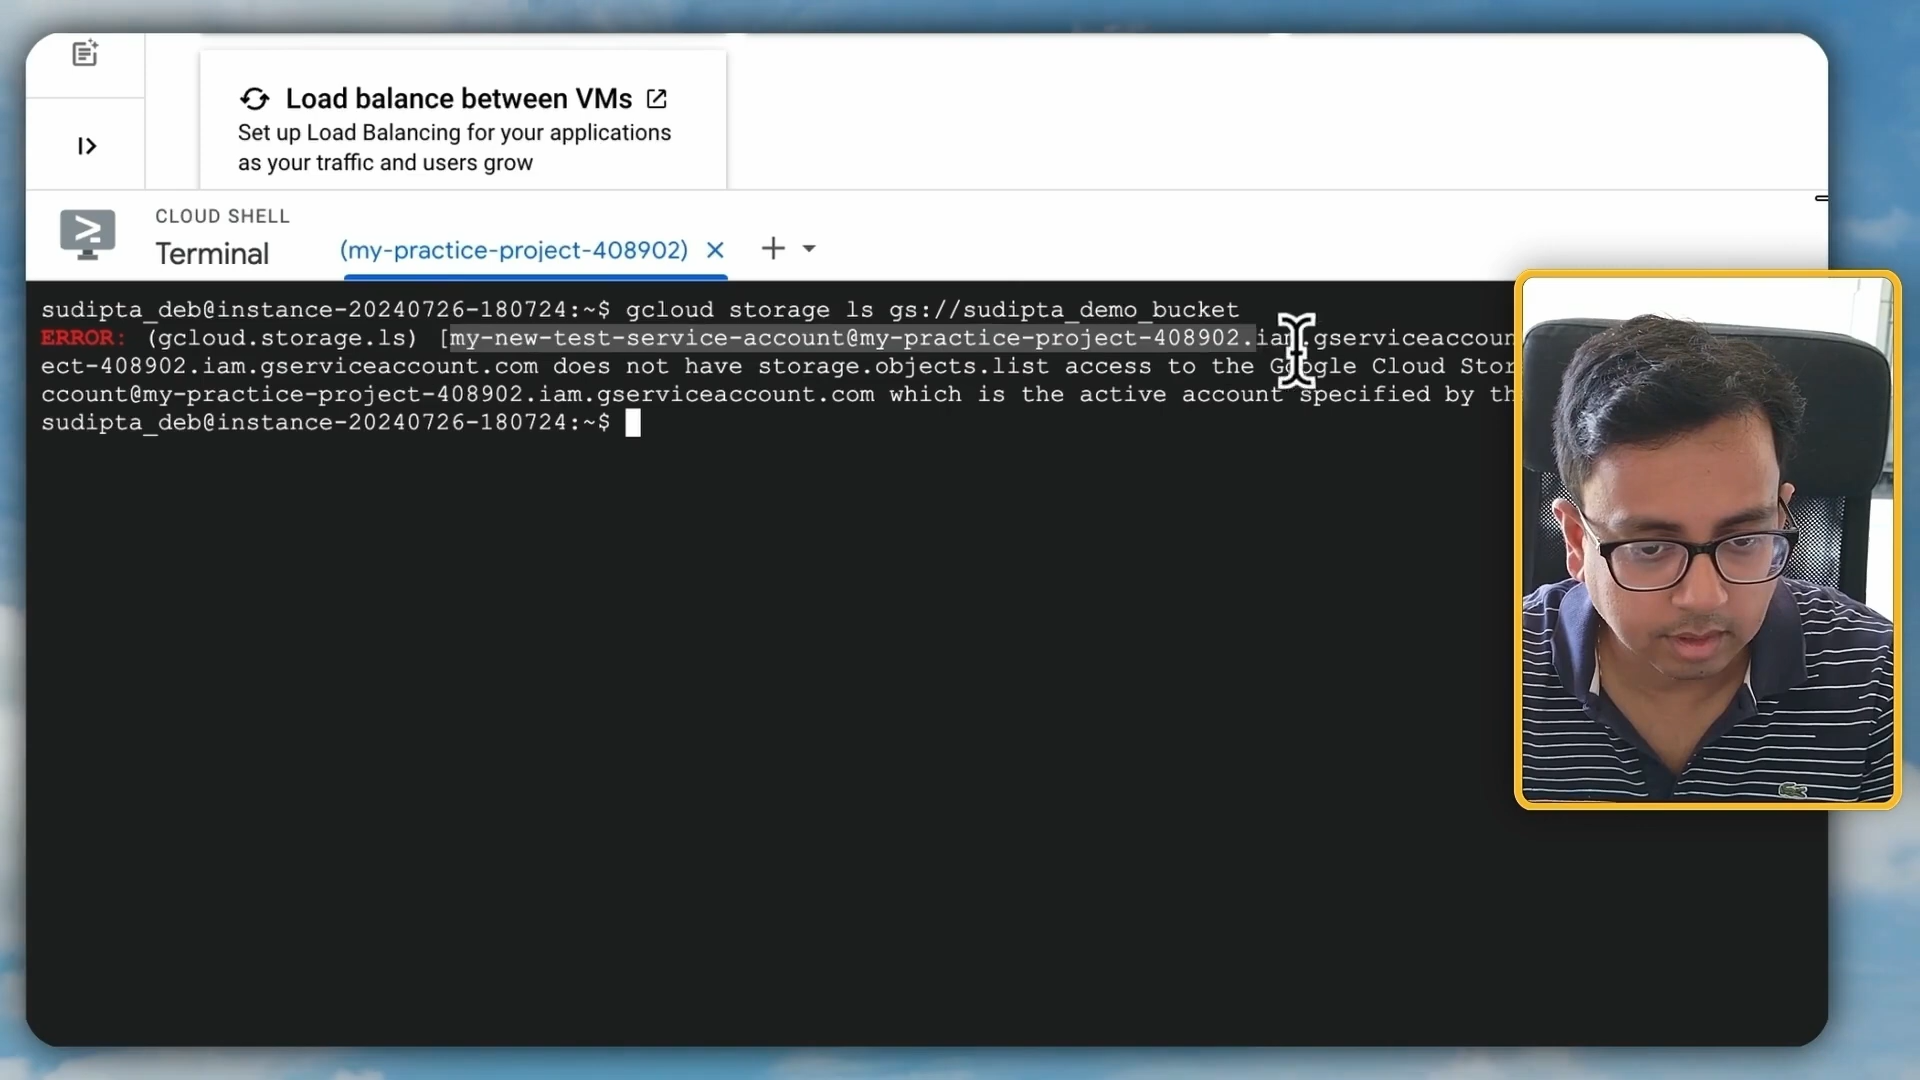 Load balance between VMs
Set up Load Balancing for your applications
as your traffic and users grow
CLOUD SHELL
Terminal
(my-practice-project-408902)
sudipta_deb@instance-20240726-180724:~$ gcloud storage ls gs://sudipta_demo_bucket
ERROR: (gcloud.storage.ls) [my-new-test-service-account@my-practice-project-408902.iam.gserviceaccoun
ect-408902.iam.gserviceaccount.com does not have storage.objects.list access to the Google Cloud Stor
ccount@my-practice-project-408902.iam.gserviceaccount.com which is the active account specified by th
sudipta_deb@instance-20240726-180724:~$